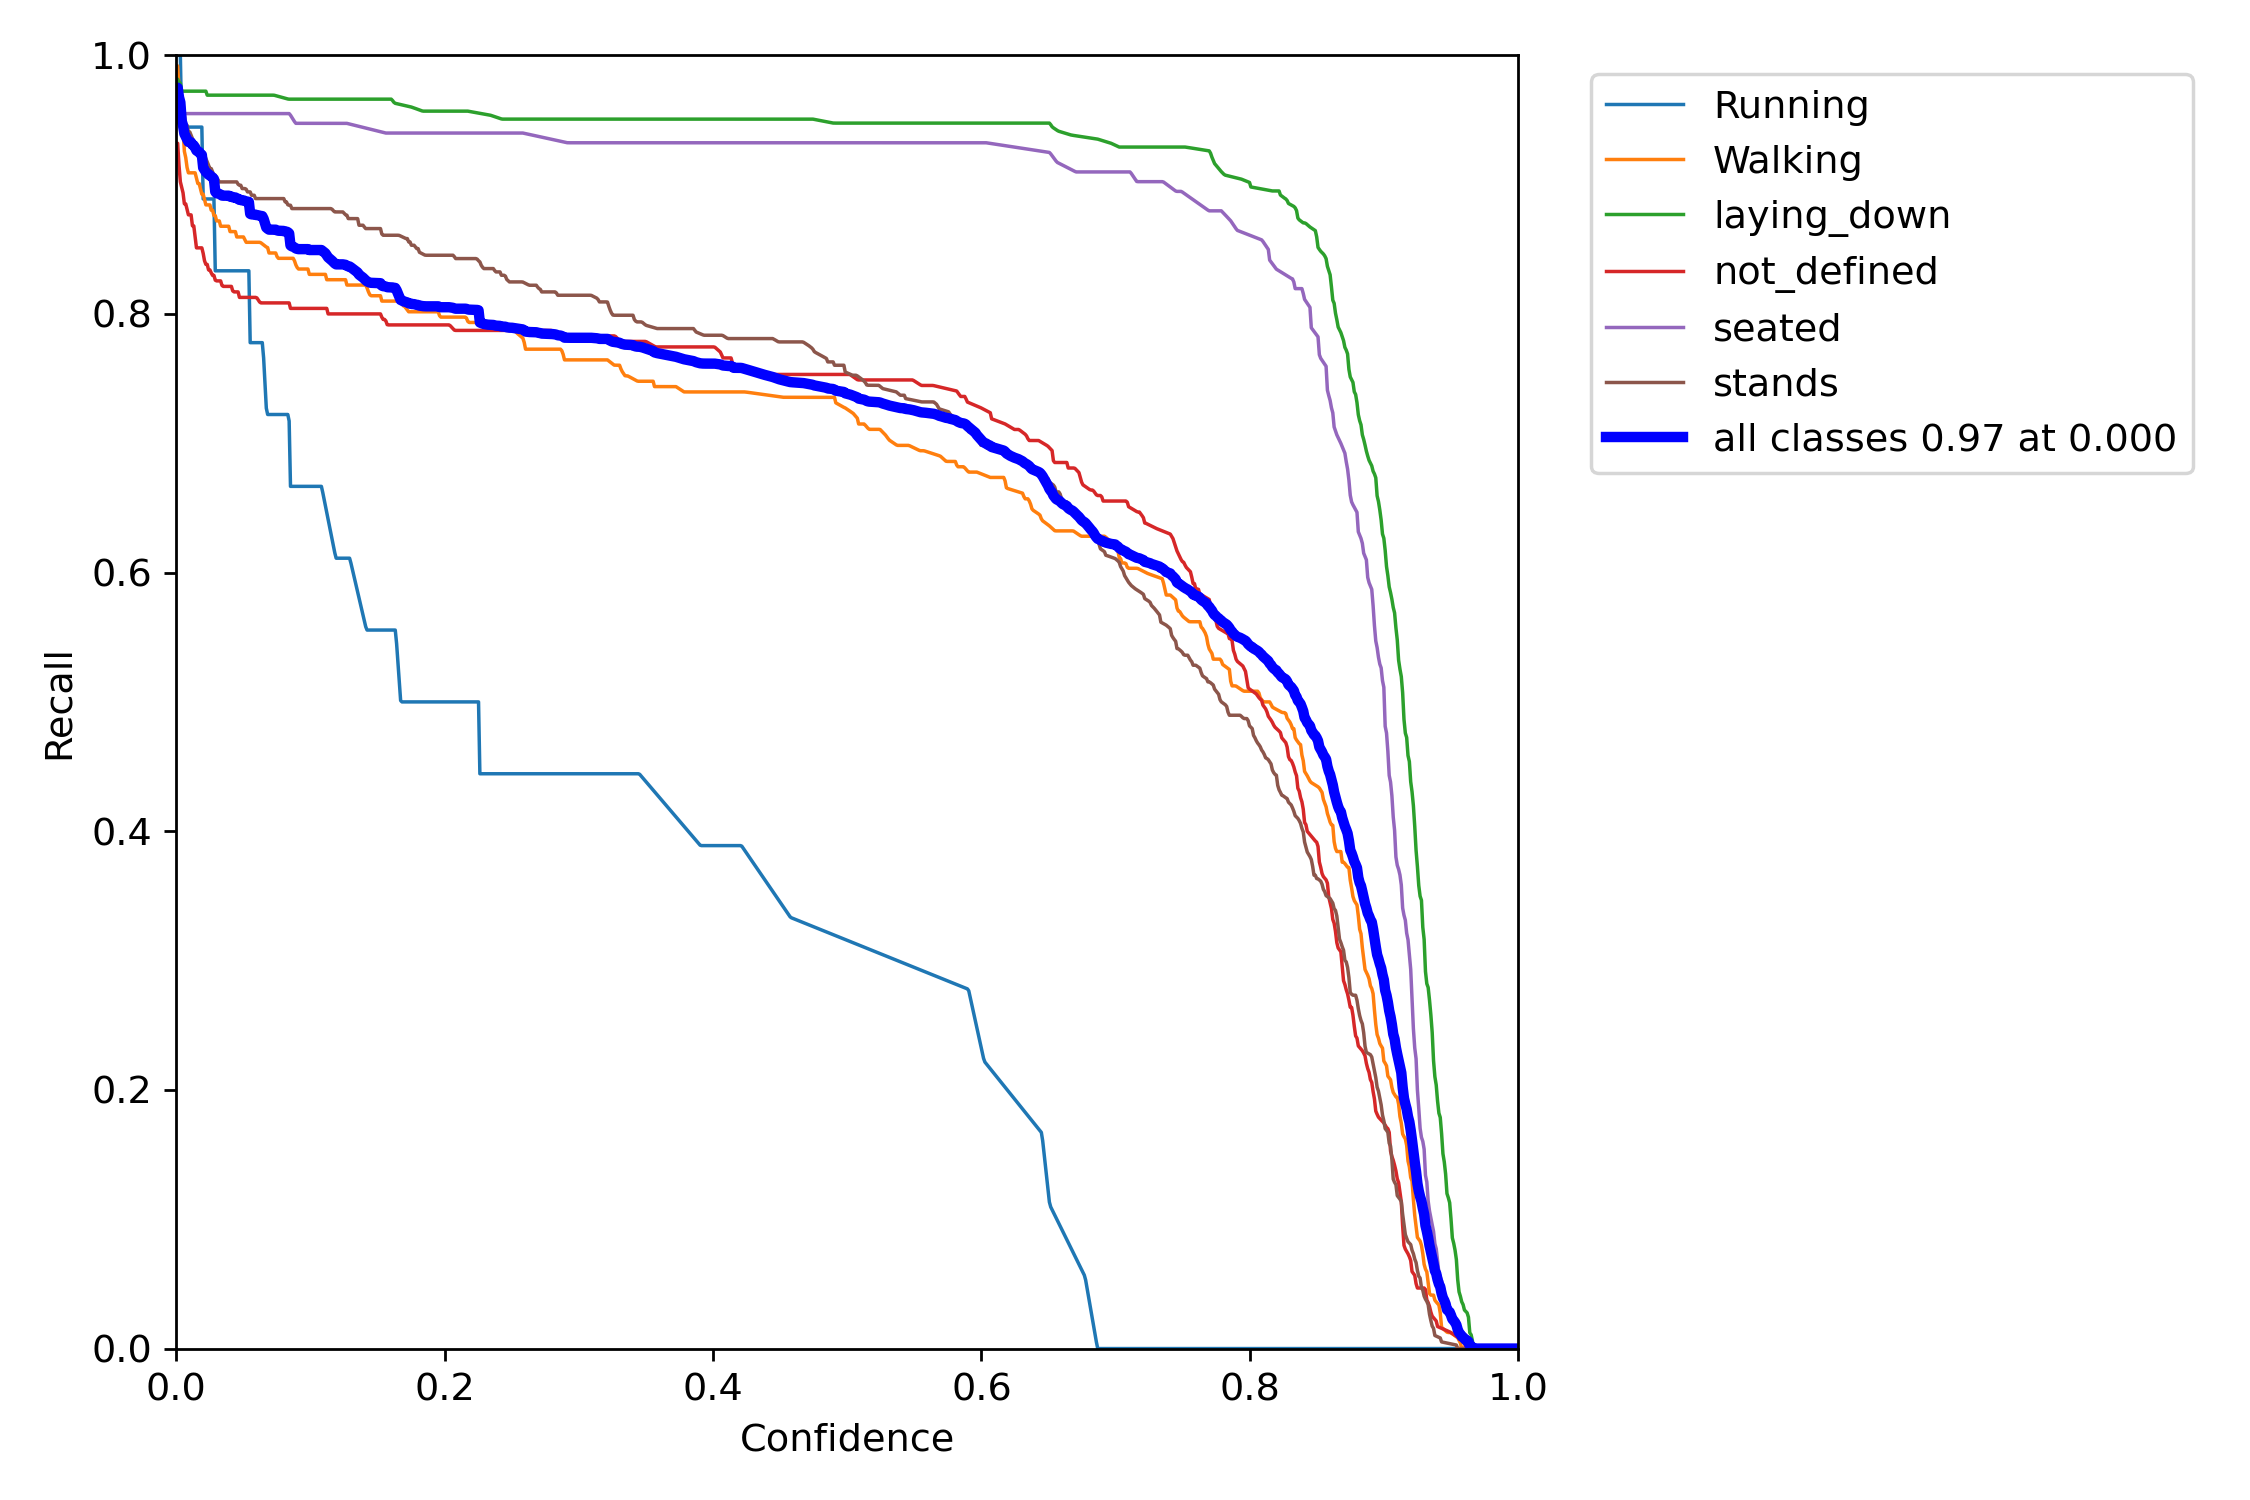 1.0
0.8
0.6
0.4
0.2
0.0
Recall
0.0 0.2 0.4 0.6 0.8 1.0
Confidence
Running
Walking
laying_down
not_defined
seated
stands
all classes 0.97 at 0.000